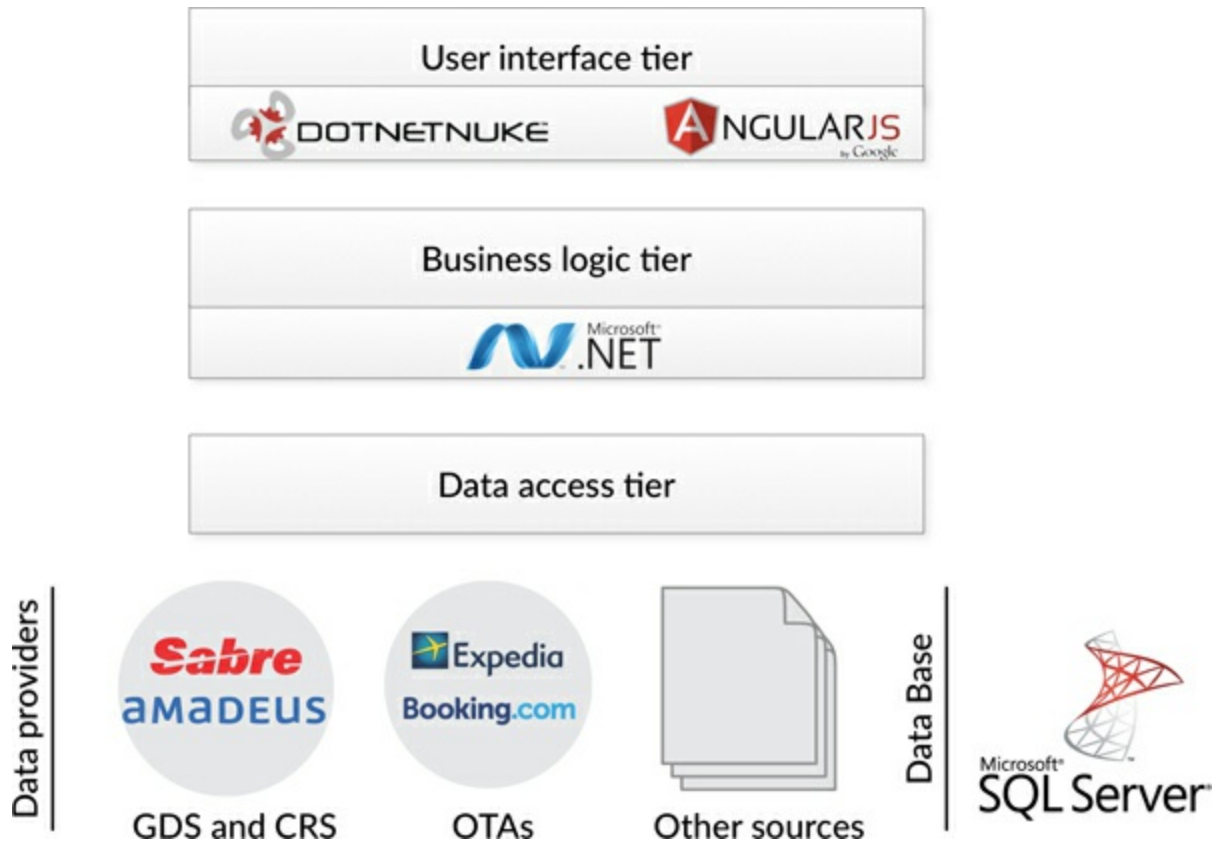 User interface tier
DOTNETNUKE
ANGULARJS
by Google
Business logic tier
Microsoft®
.NET
Data access tier
Data providers
Sabre
amadeus
GDS and CRS
Expedia
Booking.com
OTAs
Other sources
Data Base
Microsoft®
SQL Server®